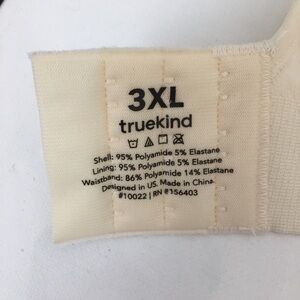 3XL
truekind
Shell: 95% Polyamide 5% Elastane
Lining: 95% Polyamide 5% Elastane
Waistband: 86% Polyamide 14% Elastane
Designed in US. Made in China.
#10022 | RN #156403